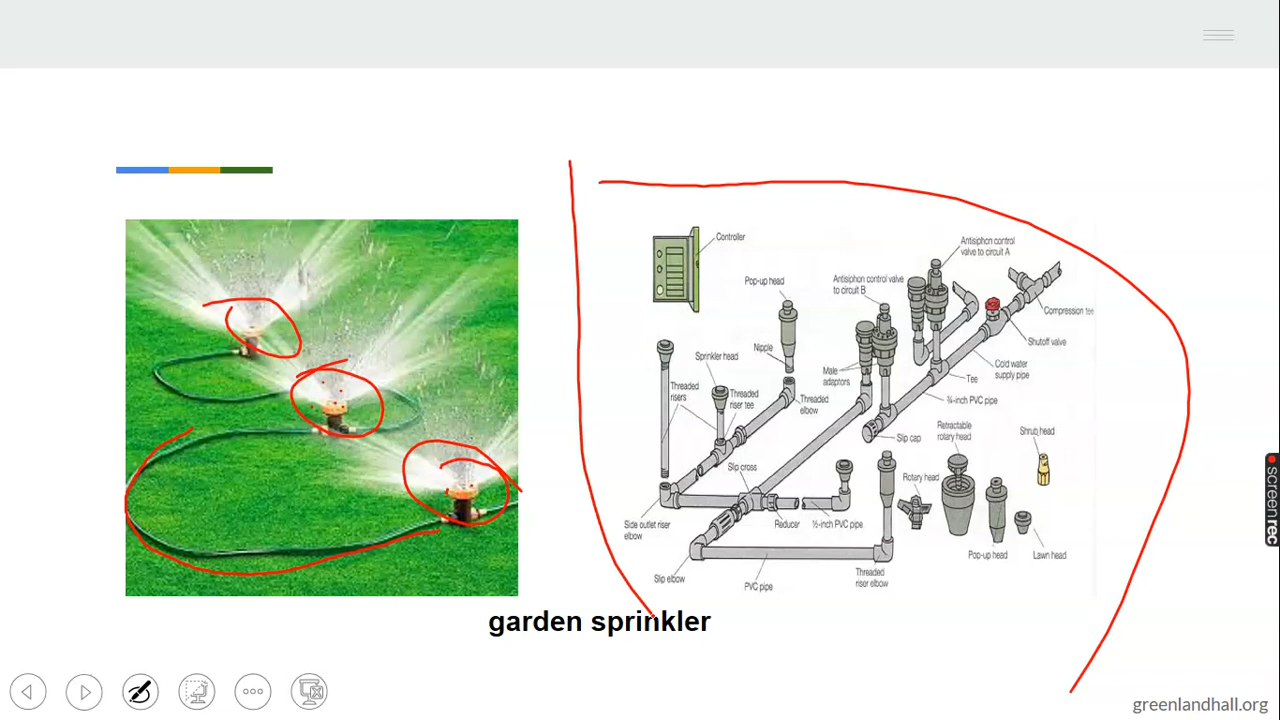 Controller
Antisiphon control
valve to circuit A
Pop-up head
Antisiphon control valve
to circuit B
Compression tee
Shutoff valve
Nipple
Sprinkler head
Cold water
supply pipe
Male
adaptors
Tee
Threaded
risers
Threaded
riser tee
Threaded
elbow
¾-inch PVC pipe
Slip cap
Retractable
rotary head
Shrub head
Slip cross
Rotary head
Side outlet riser
elbow
Reducer
½-inch PVC pipe
Pop-up head
Lawn head
Slip elbow
PVC pipe
Threaded
riser elbow
garden sprinkler
greenlandhall.org
Screenrec